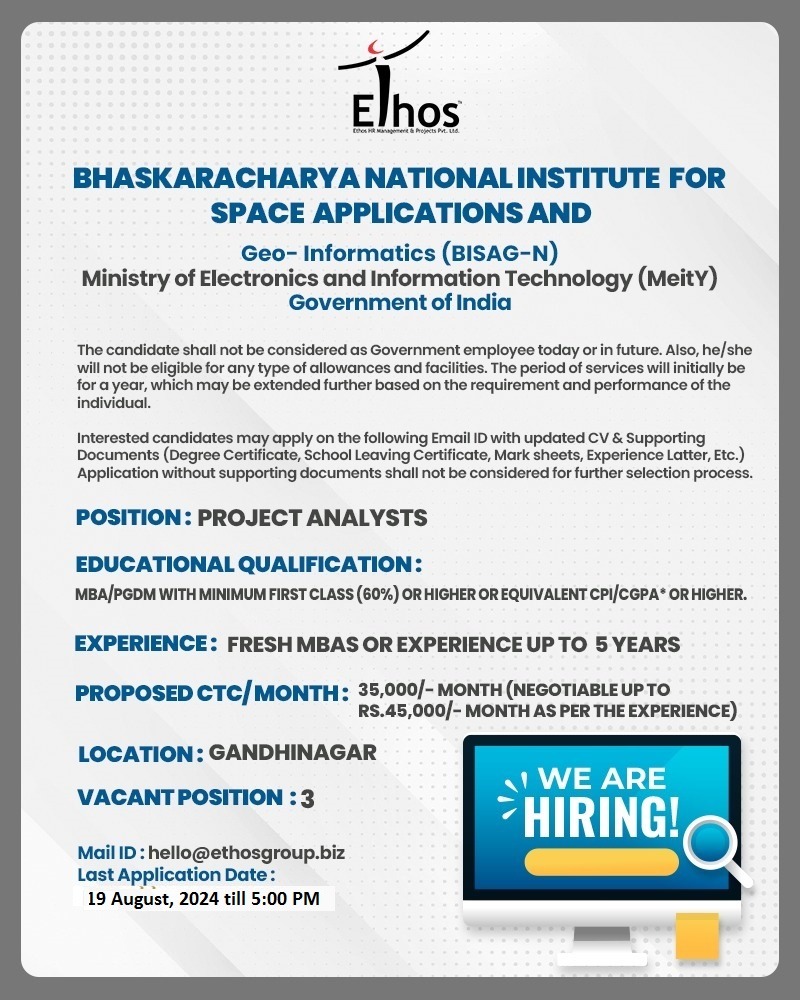 Ethos™
Ethos HR Management & Projects Pvt. Ltd.
BHASKARACHARYA NATIONAL INSTITUTE FOR
SPACE APPLICATIONS AND
Geo- Informatics (BISAG-N)
Ministry of Electronics and Information Technology (MeitY)
Government of India
The candidate shall not be considered as Government employee today or in future. Also, he/she
will not be eligible for any type of allowances and facilities. The period of services will initially be
for a year, which may be extended further based on the requirement and performance of the
individual.
Interested candidates may apply on the following Email ID with updated CV & Supporting
Documents (Degree Certificate, School Leaving Certificate, Mark sheets, Experience Latter, Etc.)
Application without supporting documents shall not be considered for further selection process.
POSITION : PROJECT ANALYSTS
EDUCATIONAL QUALIFICATION :
MBA/PGDM WITH MINIMUM FIRST CLASS (60%) OR HIGHER OR EQUIVALENT CPI/CGPA* OR HIGHER.
EXPERIENCE : FRESH MBAS OR EXPERIENCE UP TO 5 YEARS
PROPOSED CTC/MONTH : 35,000/- MONTH (NEGOTIABLE UP TO
RS.45,000/- MONTH AS PER THE EXPERIENCE)
LOCATION : GANDHINAGAR
VACANT POSITION : 3
Mail ID : hello@ethosgroup.biz
Last Application Date :
19 August, 2024 till 5:00 PM
WE ARE
HIRING!